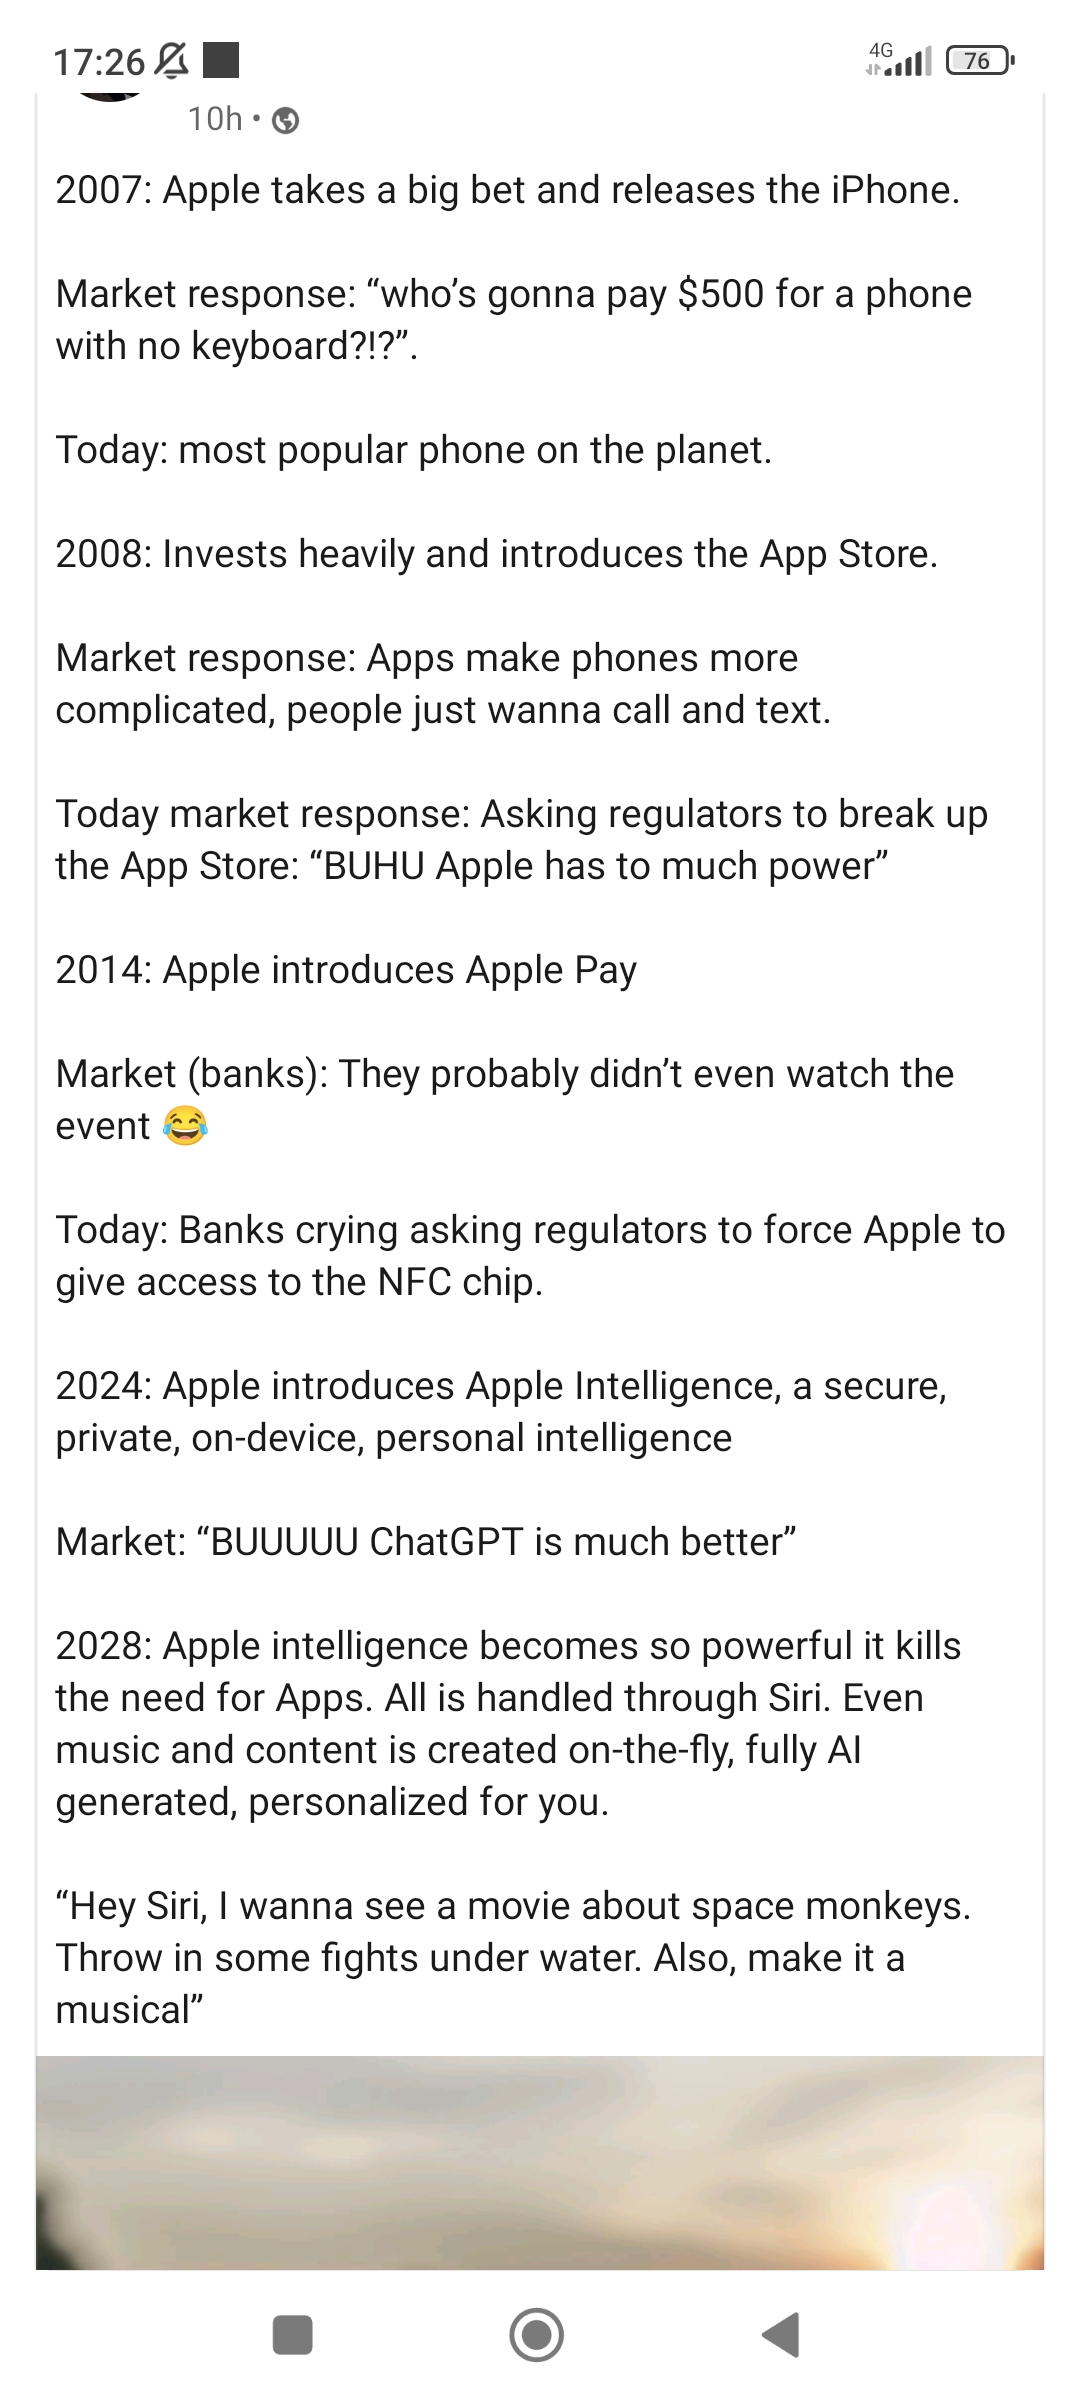 17:26
4G
76
10h •
2007: Apple takes a big bet and releases the iPhone.
Market response: “who’s gonna pay $500 for a phone
with no keyboard?!?”.
Today: most popular phone on the planet.
2008: Invests heavily and introduces the App Store.
Market response: Apps make phones more
complicated, people just wanna call and text.
Today market response: Asking regulators to break up
the App Store: “BUHU Apple has to much power”
2014: Apple introduces Apple Pay
Market (banks): They probably didn’t even watch the
event 😂
Today: Banks crying asking regulators to force Apple to
give access to the NFC chip.
2024: Apple introduces Apple Intelligence, a secure,
private, on-device, personal intelligence
Market: “BUUUUU ChatGPT is much better”
2028: Apple intelligence becomes so powerful it kills
the need for Apps. All is handled through Siri. Even
music and content is created on-the-fly, fully AI
generated, personalized for you.
“Hey Siri, I wanna see a movie about space monkeys.
Throw in some fights under water. Also, make it a
musical”